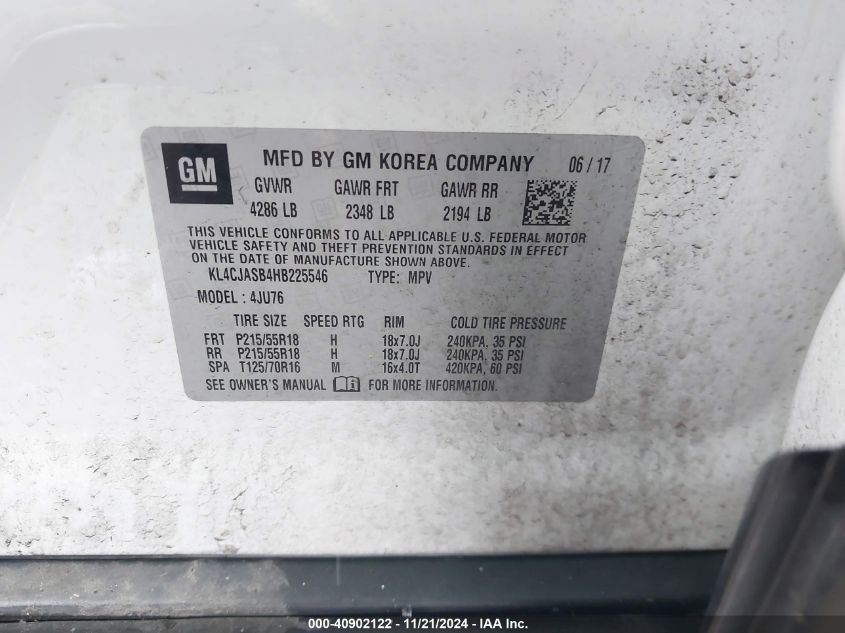 GM MFD BY GM KOREA COMPANY 06 / 17
GVWR GAWR FRT GAWR RR
4286 LB 2348 LB 2194 LB
THIS VEHICLE CONFORMS TO ALL APPLICABLE U.S. FEDERAL MOTOR
VEHICLE SAFETY AND THEFT PREVENTION STANDARDS IN EFFECT
ON THE DATE OF MANUFACTURE SHOWN ABOVE.
KL4CJASB4HB225546 TYPE: MPV
MODEL : 4JU76
TIRE SIZE SPEED RTG RIM COLD TIRE PRESSURE
FRT P215/55R18 H 18x7.0J 240KPA, 35 PSI
RR P215/55R18 H 18x7.0J 240KPA, 35 PSI
SPA T125/70R16 M 16x4.0T 420KPA, 60 PSI
SEE OWNER'S MANUAL FOR MORE INFORMATION.
000-40902122 - 11/21/2024 - IAA Inc.